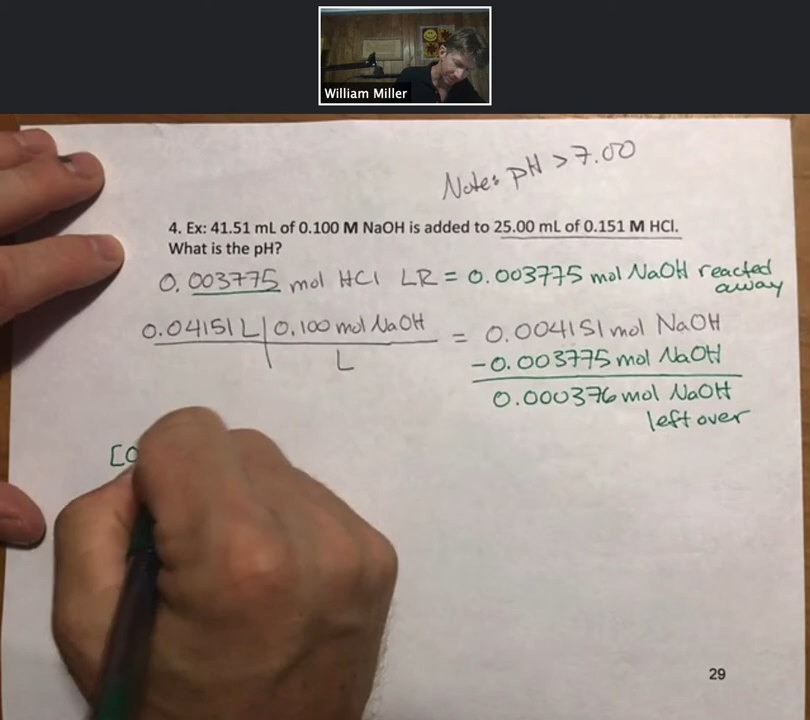 William Miller
Note: pH > 7.00
4. Ex: 41.51 mL of 0.100 M NaOH is added to 25.00 mL of 0.151 M HCl.
What is the pH?
0.003775 mol HCl LR = 0.003775 mol NaOH reacted
away
0.04151 L | 0.100 mol NaOH = 0.004151 mol NaOH
L
-0.003775 mol NaOH
0.000376 mol NaOH
left over
[O
29